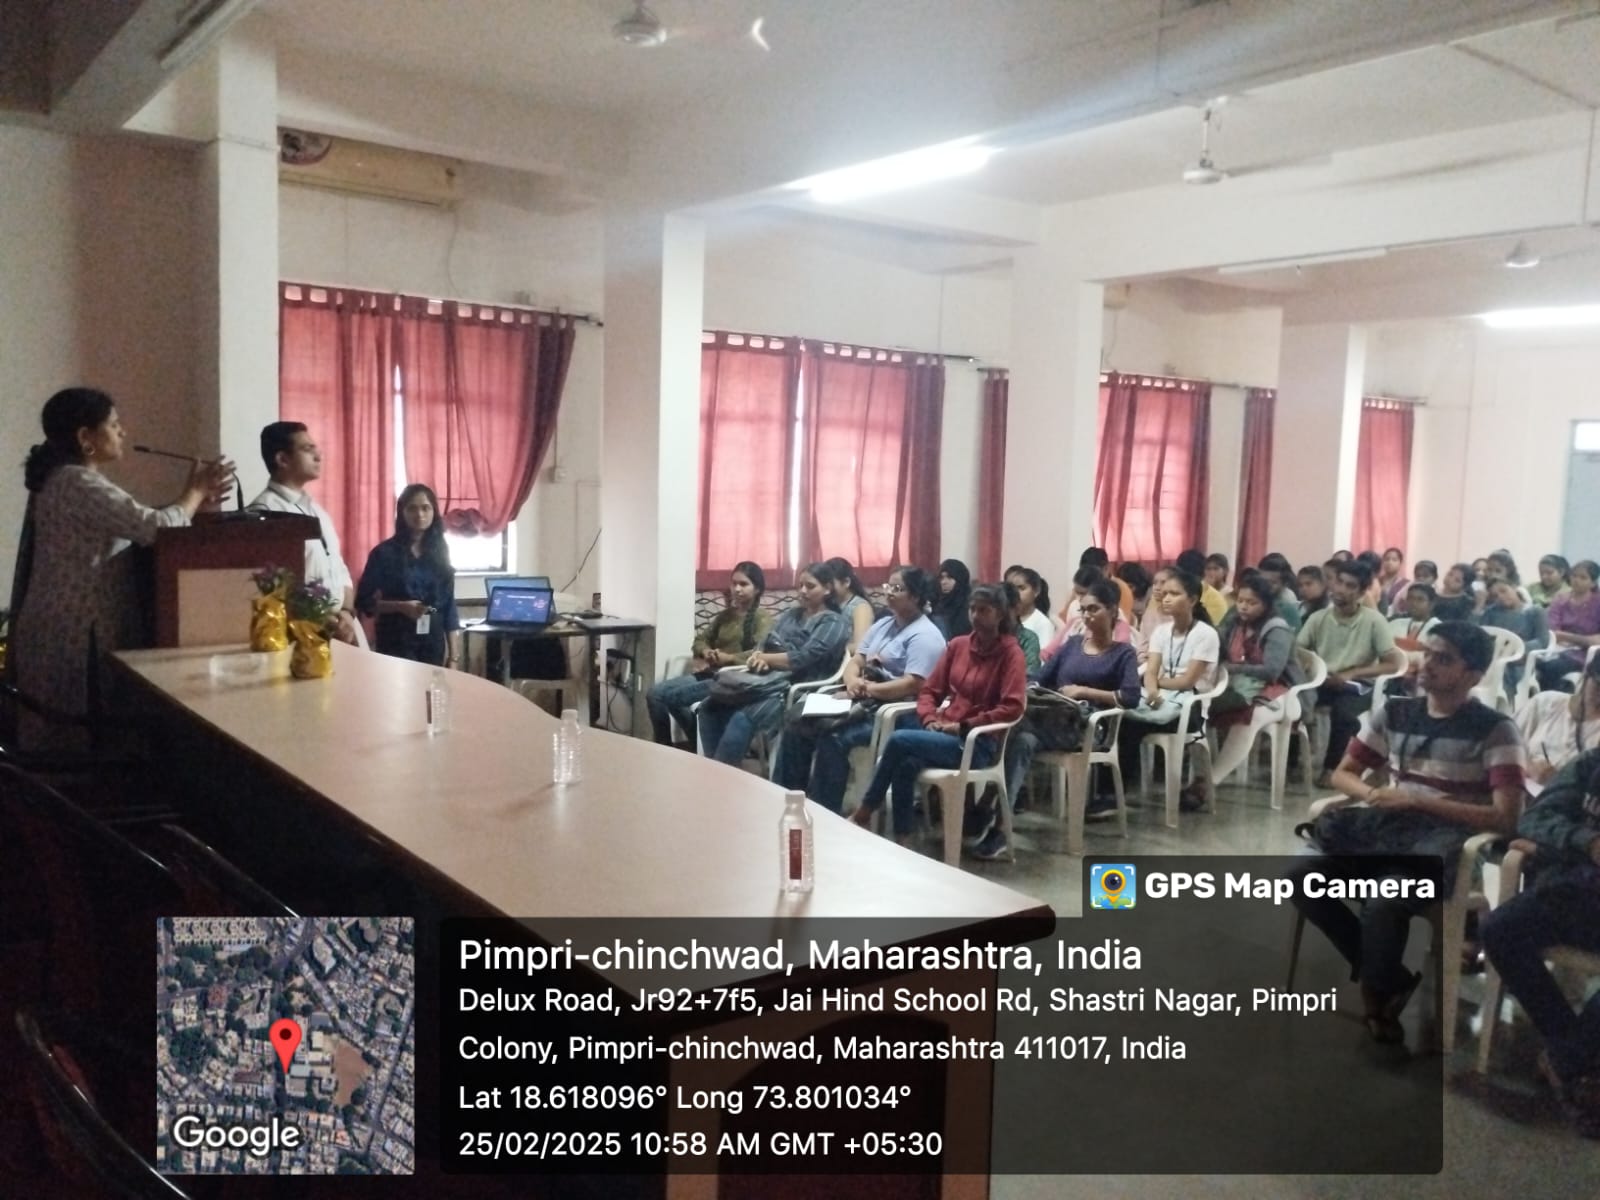 GPS Map Camera
Pimpri-chinchwad, Maharashtra, India
Delux Road, Jr92+7f5, Jai Hind School Rd, Shastri Nagar, Pimpri
Colony, Pimpri-chinchwad, Maharashtra 411017, India
Lat 18.618096° Long 73.801034°
25/02/2025 10:58 AM GMT +05:30
Google